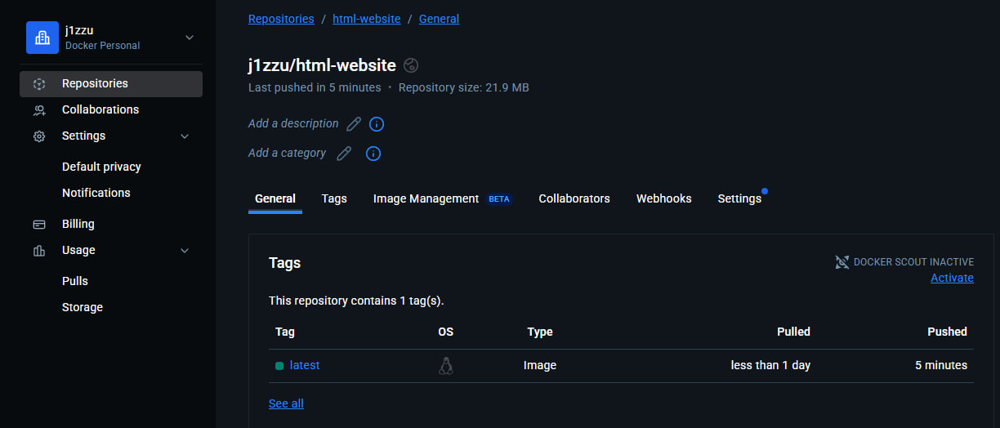 j1zzu
Docker Personal
Repositories
Collaborations
Settings
Default privacy
Notifications
Billing
Usage
Pulls
Storage
Repositories / html-website / General
j1zzu/html-website
Last pushed in 5 minutes • Repository size: 21.9 MB
Add a description
Add a category
General Tags Image Management BETA Collaborators Webhooks Settings
Tags
DOCKER SCOUT INACTIVE
Activate
This repository contains 1 tag(s).
Tag OS Type Pulled Pushed
latest Image less than 1 day 5 minutes
See all